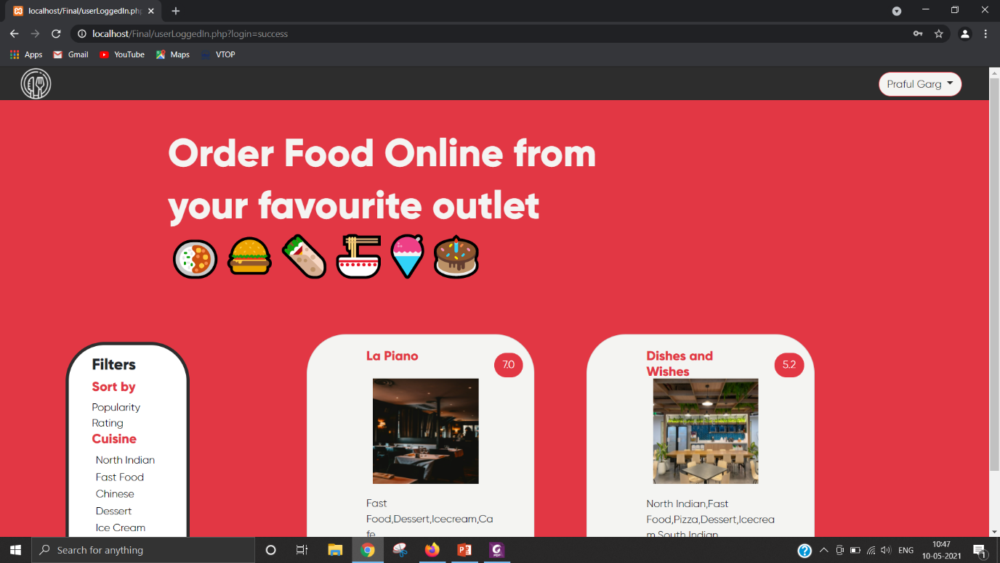 localhost/Final/userLoggedIn.ph
localhost/Final/userLoggedIn.php?login=success
Apps Gmail YouTube Maps VTOP
Praful Garg
Order Food Online from
your favourite outlet
Filters
Sort by
Popularity
Rating
Cuisine
North Indian
Fast Food
Chinese
Dessert
Ice Cream
La Piano
7.0
Fast
Food,Dessert,Icecream,Ca
fe
Dishes and
Wishes
5.2
North Indian,Fast
Food,Pizza,Dessert,Icecrea
m,South Indian
Search for anything
ENG
10:47
10-05-2021
1